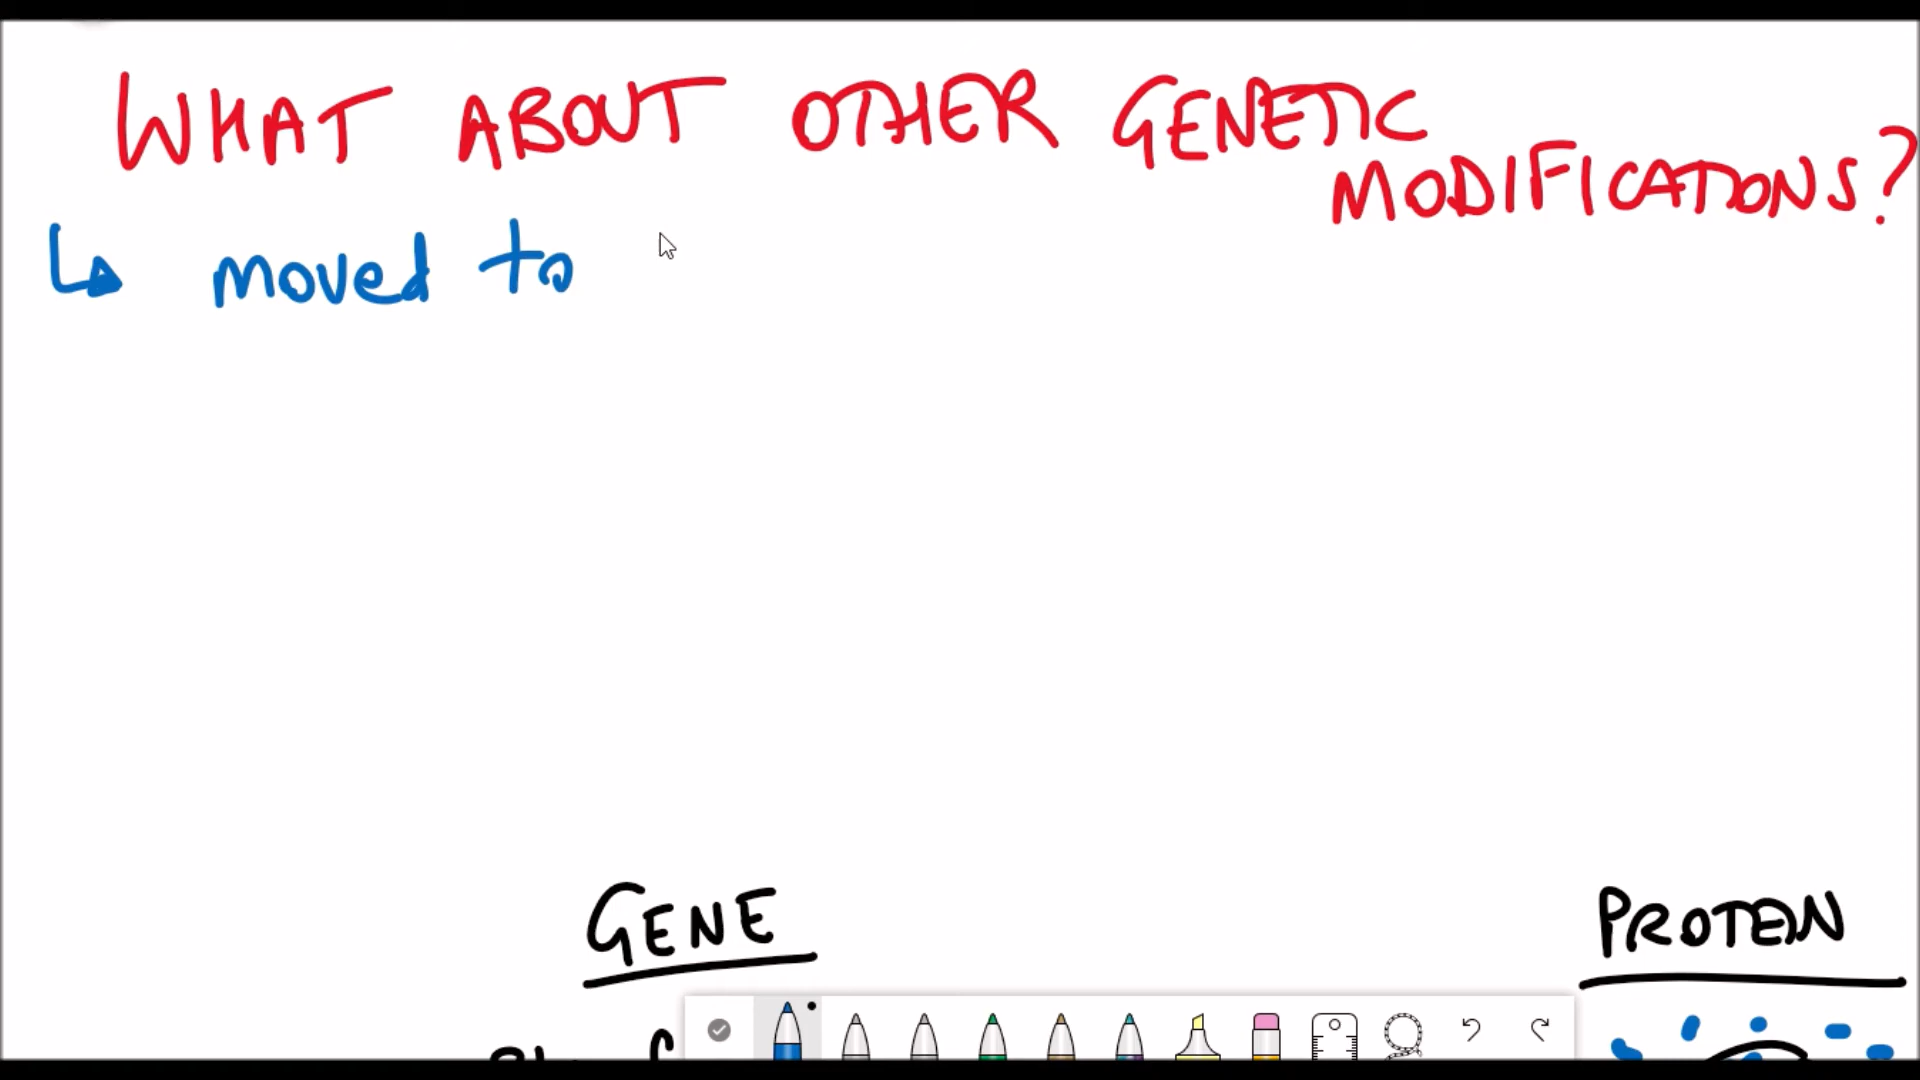 WHAT ABOUT OTHER GENETIC
MODIFICATIONS?
moved to
GENE
PROTEIN